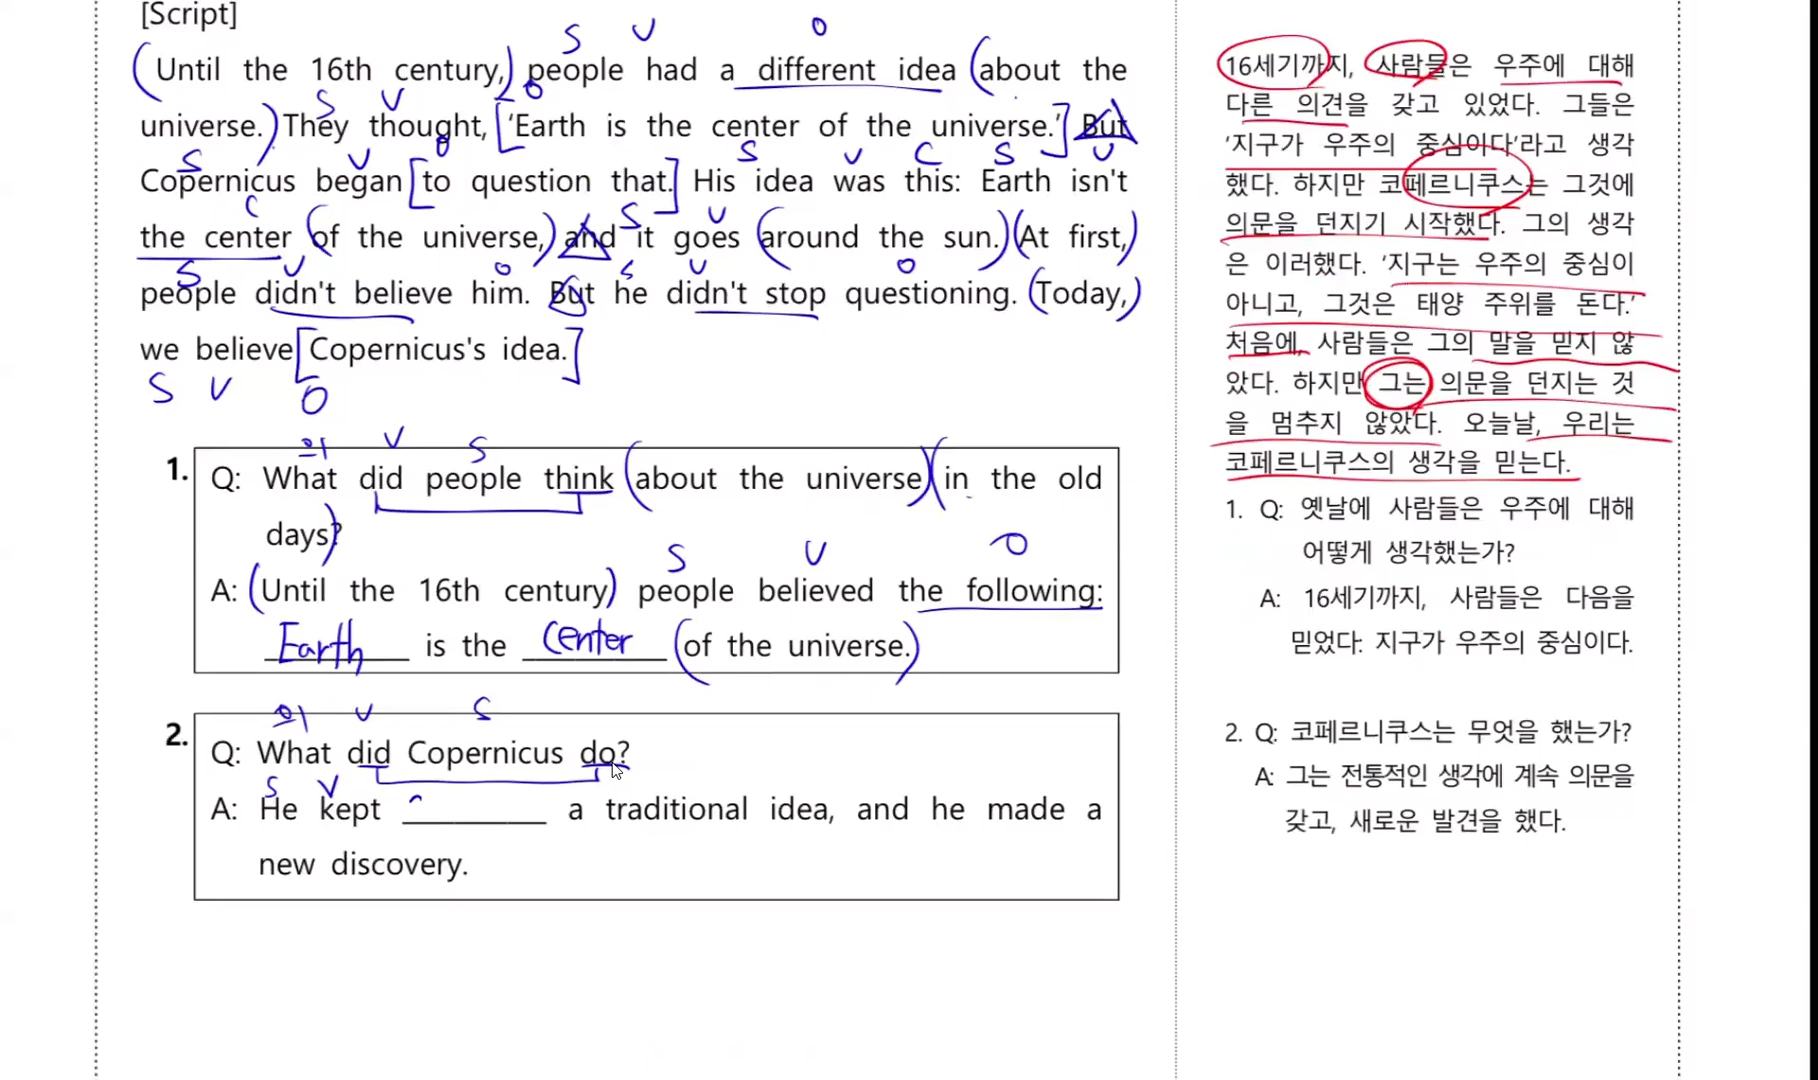 [Script]
Until the 16th century, people had a different idea about the
universe. They thought, 'Earth is the center of the universe.' But
Copernicus began to question that. His idea was this: Earth isn't
the center of the universe, and it goes around the sun. At first,
people didn't believe him. But he didn't stop questioning. Today,
we believe Copernicus's idea.
S V O
1.
의 V S
Q: What did people think about the universe in the old
days?
S V O
A: Until the 16th century people believed the following:
Earth is the center of the universe.
2.
의 V S
Q: What did Copernicus do?
S V
A: He kept ________ a traditional idea, and he made a
new discovery.
16세기까지, 사람들은 우주에 대해
다른 의견을 갖고 있었다. 그들은
'지구가 우주의 중심이다'라고 생각
했다. 하지만 코페르니쿠스는 그것에
의문을 던지기 시작했다. 그의 생각
은 이러했다. '지구는 우주의 중심이
아니고, 그것은 태양 주위를 돈다.'
처음에, 사람들은 그의 말을 믿지 않
았다. 하지만 그는 의문을 던지는 것
을 멈추지 않았다. 오늘날, 우리는
코페르니쿠스의 생각을 믿는다.
1. Q: 옛날에 사람들은 우주에 대해
어떻게 생각했는가?
A: 16세기까지, 사람들은 다음을
믿었다: 지구가 우주의 중심이다.
2. Q: 코페르니쿠스는 무엇을 했는가?
A: 그는 전통적인 생각에 계속 의문을
갖고, 새로운 발견을 했다.